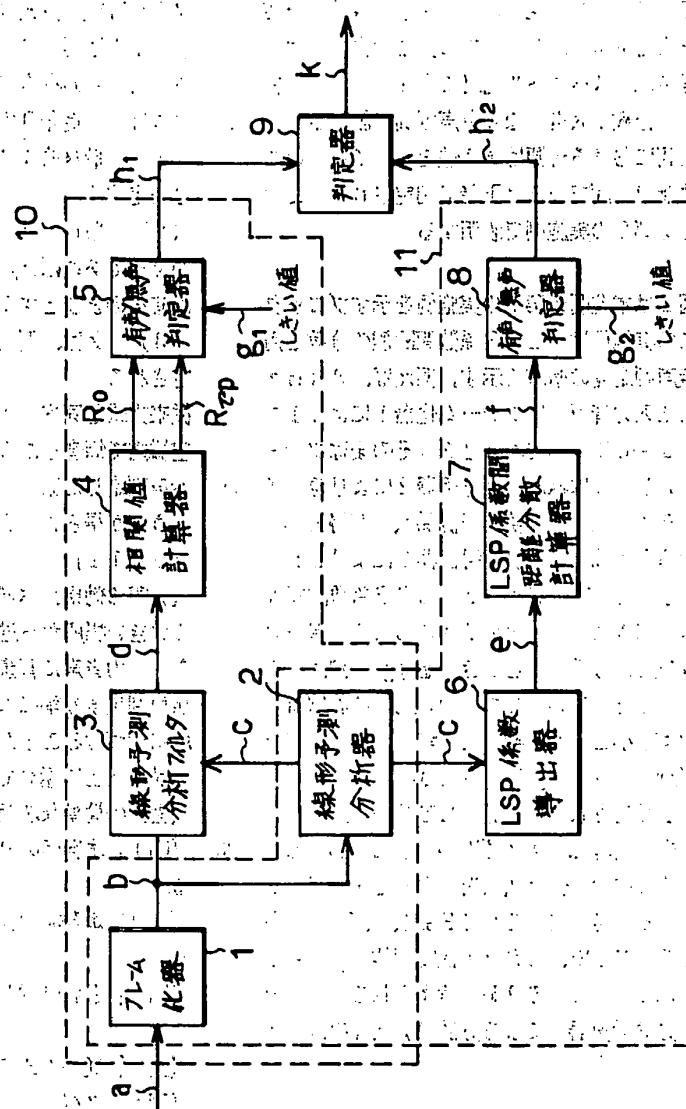 a
フレーム
化器
1
b
線形予測
分析フィルタ
3
c
線形予測
分析器
2
c
d
相関値
計算器
4
R0
Rτp
有声/無声
判定器
5
g1
しきい値
h1
10
LSP係数
導出器
6
e
LSP係数間
距離分散
計算器
7
f
有声/無声
判定器
8
g2
しきい値
h2
11
判定器
9
k